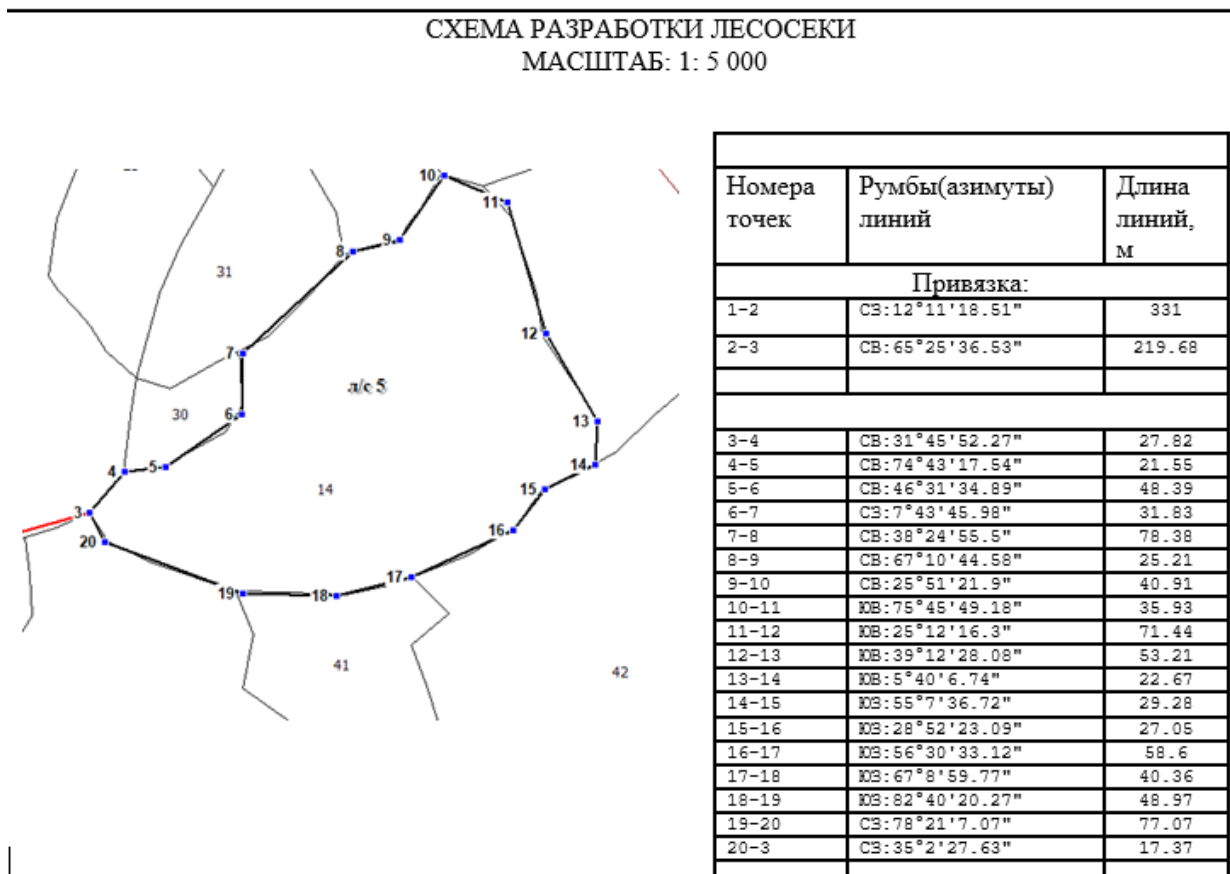 СХЕМА РАЗРАБОТКИ ЛЕСОСЕКИ
МАСШТАБ: 1: 5 000
10
11
8
9
31
12
7
л/с 5
30
6
13
4
5
14
14
15
3
16
20
17
19
18
41
42
Номера точек Румбы(азимуты) линий Длина линий, м
Привязка:
1-2 СЗ:12°11'18.51" 331
2-3 СВ:65°25'36.53" 219.68
3-4 СВ:31°45'52.27" 27.82
4-5 СВ:74°43'17.54" 21.55
5-6 СВ:46°31'34.89" 48.39
6-7 СЗ:7°43'45.98" 31.83
7-8 СВ:38°24'55.5" 78.38
8-9 СВ:67°10'44.58" 25.21
9-10 СВ:25°51'21.9" 40.91
10-11 ЮВ:75°45'49.18" 35.93
11-12 ЮВ:25°12'16.3" 71.44
12-13 ЮВ:39°12'28.08" 53.21
13-14 ЮВ:5°40'6.74" 22.67
14-15 ЮЗ:55°7'36.72" 29.28
15-16 ЮЗ:28°52'23.09" 27.05
16-17 ЮЗ:56°30'33.12" 58.6
17-18 ЮЗ:67°8'59.77" 40.36
18-19 ЮЗ:82°40'20.27" 48.97
19-20 СЗ:78°21'7.07" 77.07
20-3 СЗ:35°2'27.63" 17.37